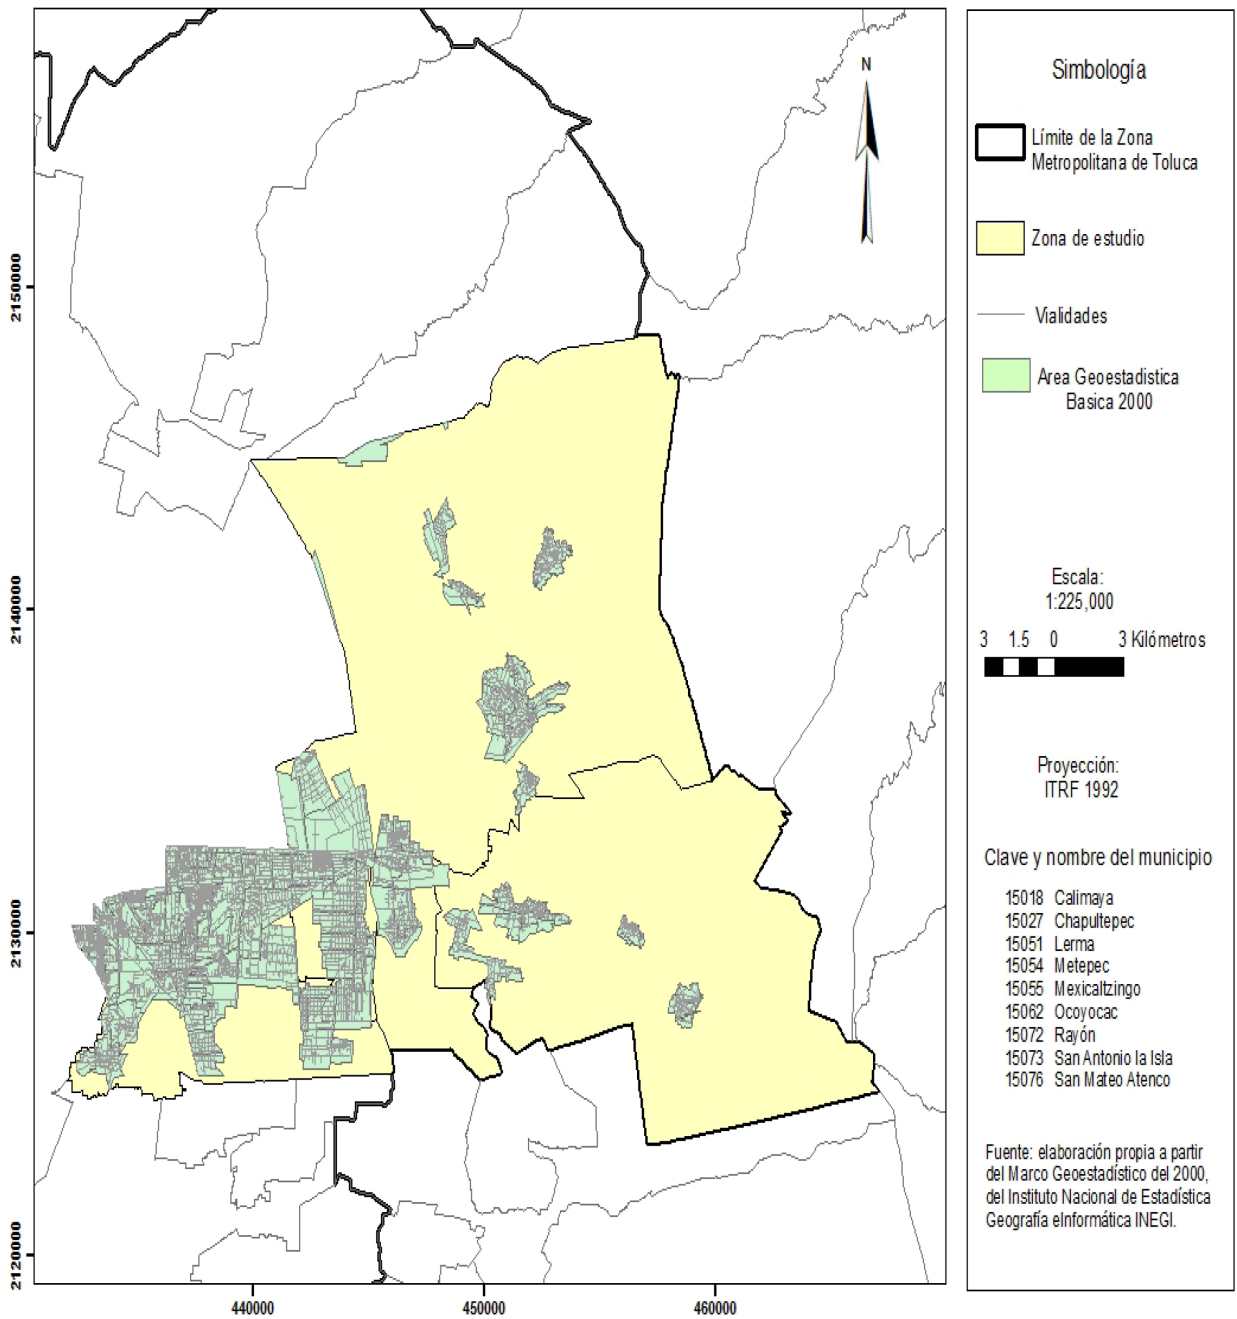 N
2150000
2140000
2130000
2120000
440000
450000
460000
Simbología
Límite de la Zona
Metropolitana de Toluca
Zona de estudio
Vialidades
Area Geoestadistica
Basica 2000
Escala:
1:225,000
3 1.5 0 3 Kilómetros
Proyección:
ITRF 1992
Clave y nombre del municipio
15018 Calimaya
15027 Chapultepec
15051 Lerma
15054 Metepec
15055 Mexicaltzingo
15062 Ocoyocac
15072 Rayón
15073 San Antonio la Isla
15076 San Mateo Atenco
Fuente: elaboración propia a partir
del Marco Geoestadístico del 2000,
del Instituto Nacional de Estadística
Geografía eInformática INEGI.